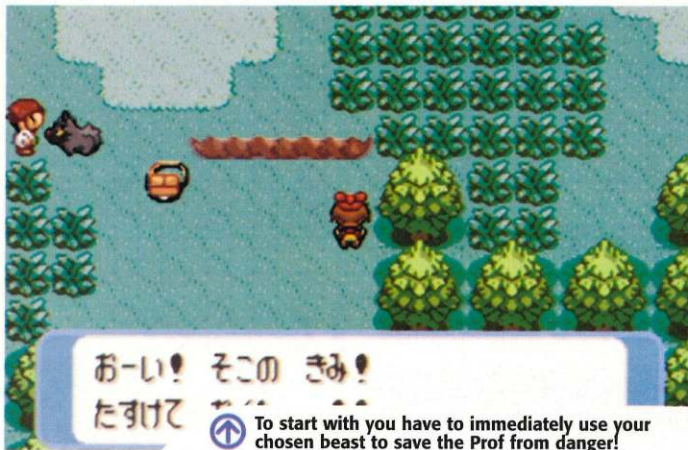 おーい! そこの きみ!
たすけて
To start with you have to immediately use your
chosen beast to save the Prof from danger!